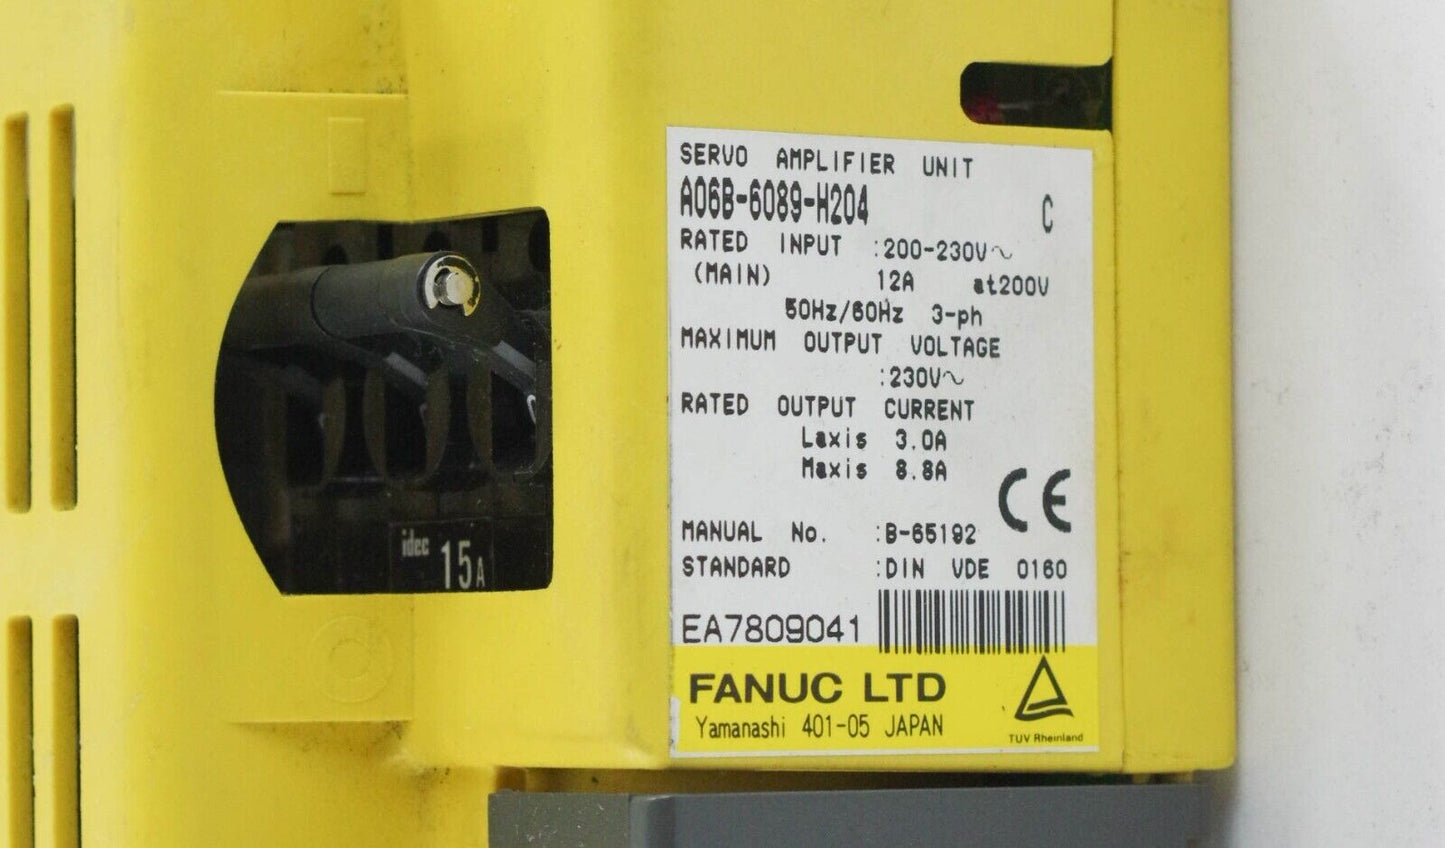 SERVO AMPLIFIER UNIT
A06B-6089-H204 C
RATED INPUT :200-230V～
(MAIN) 12A at200V
50Hz/60Hz 3-ph
MAXIMUM OUTPUT VOLTAGE
:230V～
RATED OUTPUT CURRENT
Laxis 3.0A
Maxis 8.8A
CE
MANUAL No. :B-65192
STANDARD :DIN VDE 0160
EA7809041
FANUC LTD
Yamanashi 401-05 JAPAN
TUV Rheinland
idec
15A